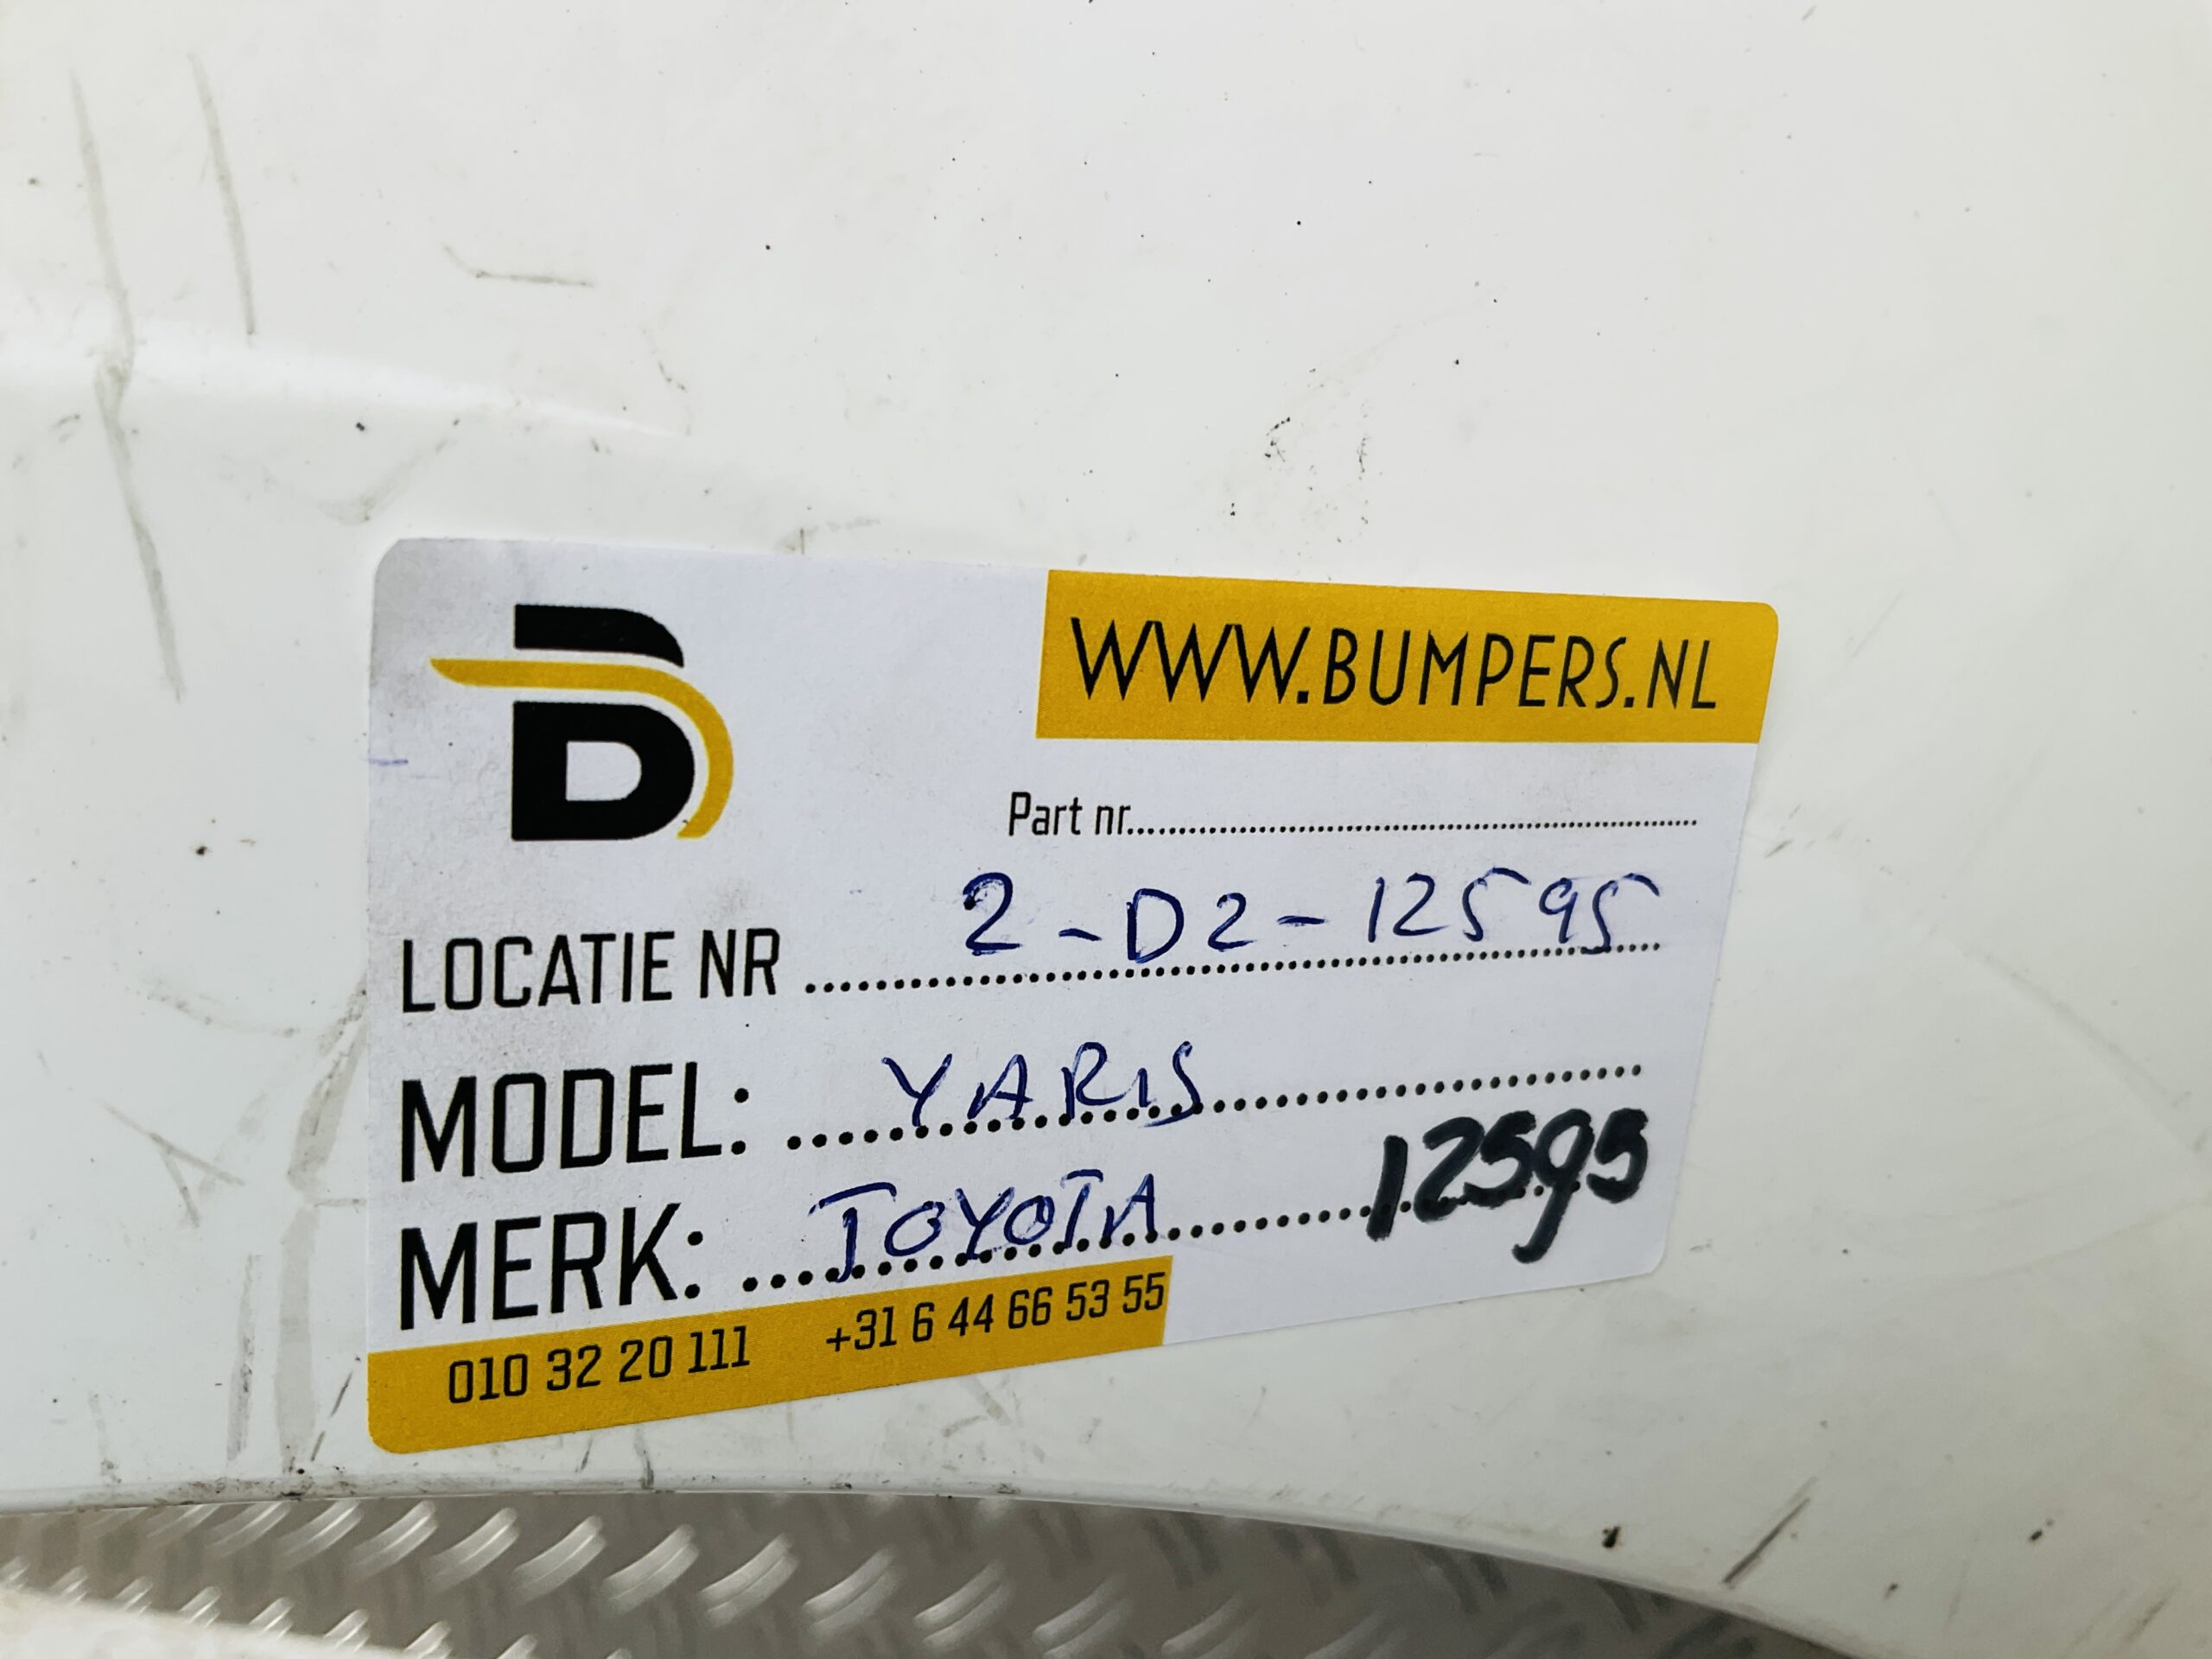 B
WWW.BUMPERS.NL
Part nr..............................
LOCATIE NR 2-D2-12595
MODEL: YARIS
MERK: TOYOTA 12595
010 32 20 111 +31 6 44 66 53 55